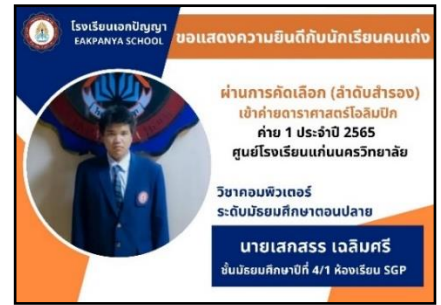 โรงเรียนเอกปัญญา
EAKPANYA SCHOOL
ขอแสดงความยินดีกับนักเรียนคนเก่ง
ผ่านการคัดเลือก (ลำดับสำรอง)
เข้าค่ายดาราศาสตร์โอลิมปิก
ค่าย 1 ประจำปี 2565
ศูนย์โรงเรียนแก่นนครวิทยาลัย
วิชาคอมพิวเตอร์
ระดับมัธยมศึกษาตอนปลาย
นายเสกสรร เฉลิมศรี
ชั้นมัธยมศึกษาปีที่ 4/1 ห้องเรียน SGP